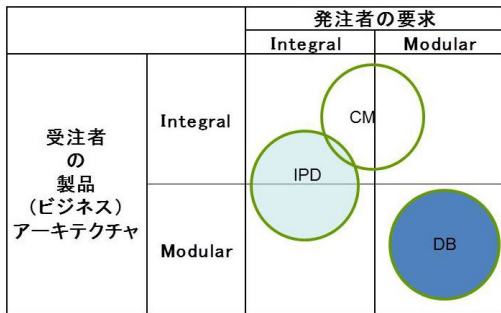 発注者の要求
Integral Modular
受注者
の
製品
(ビジネス)
アーキテクチャ
Integral
Modular
CM
IPD
DB